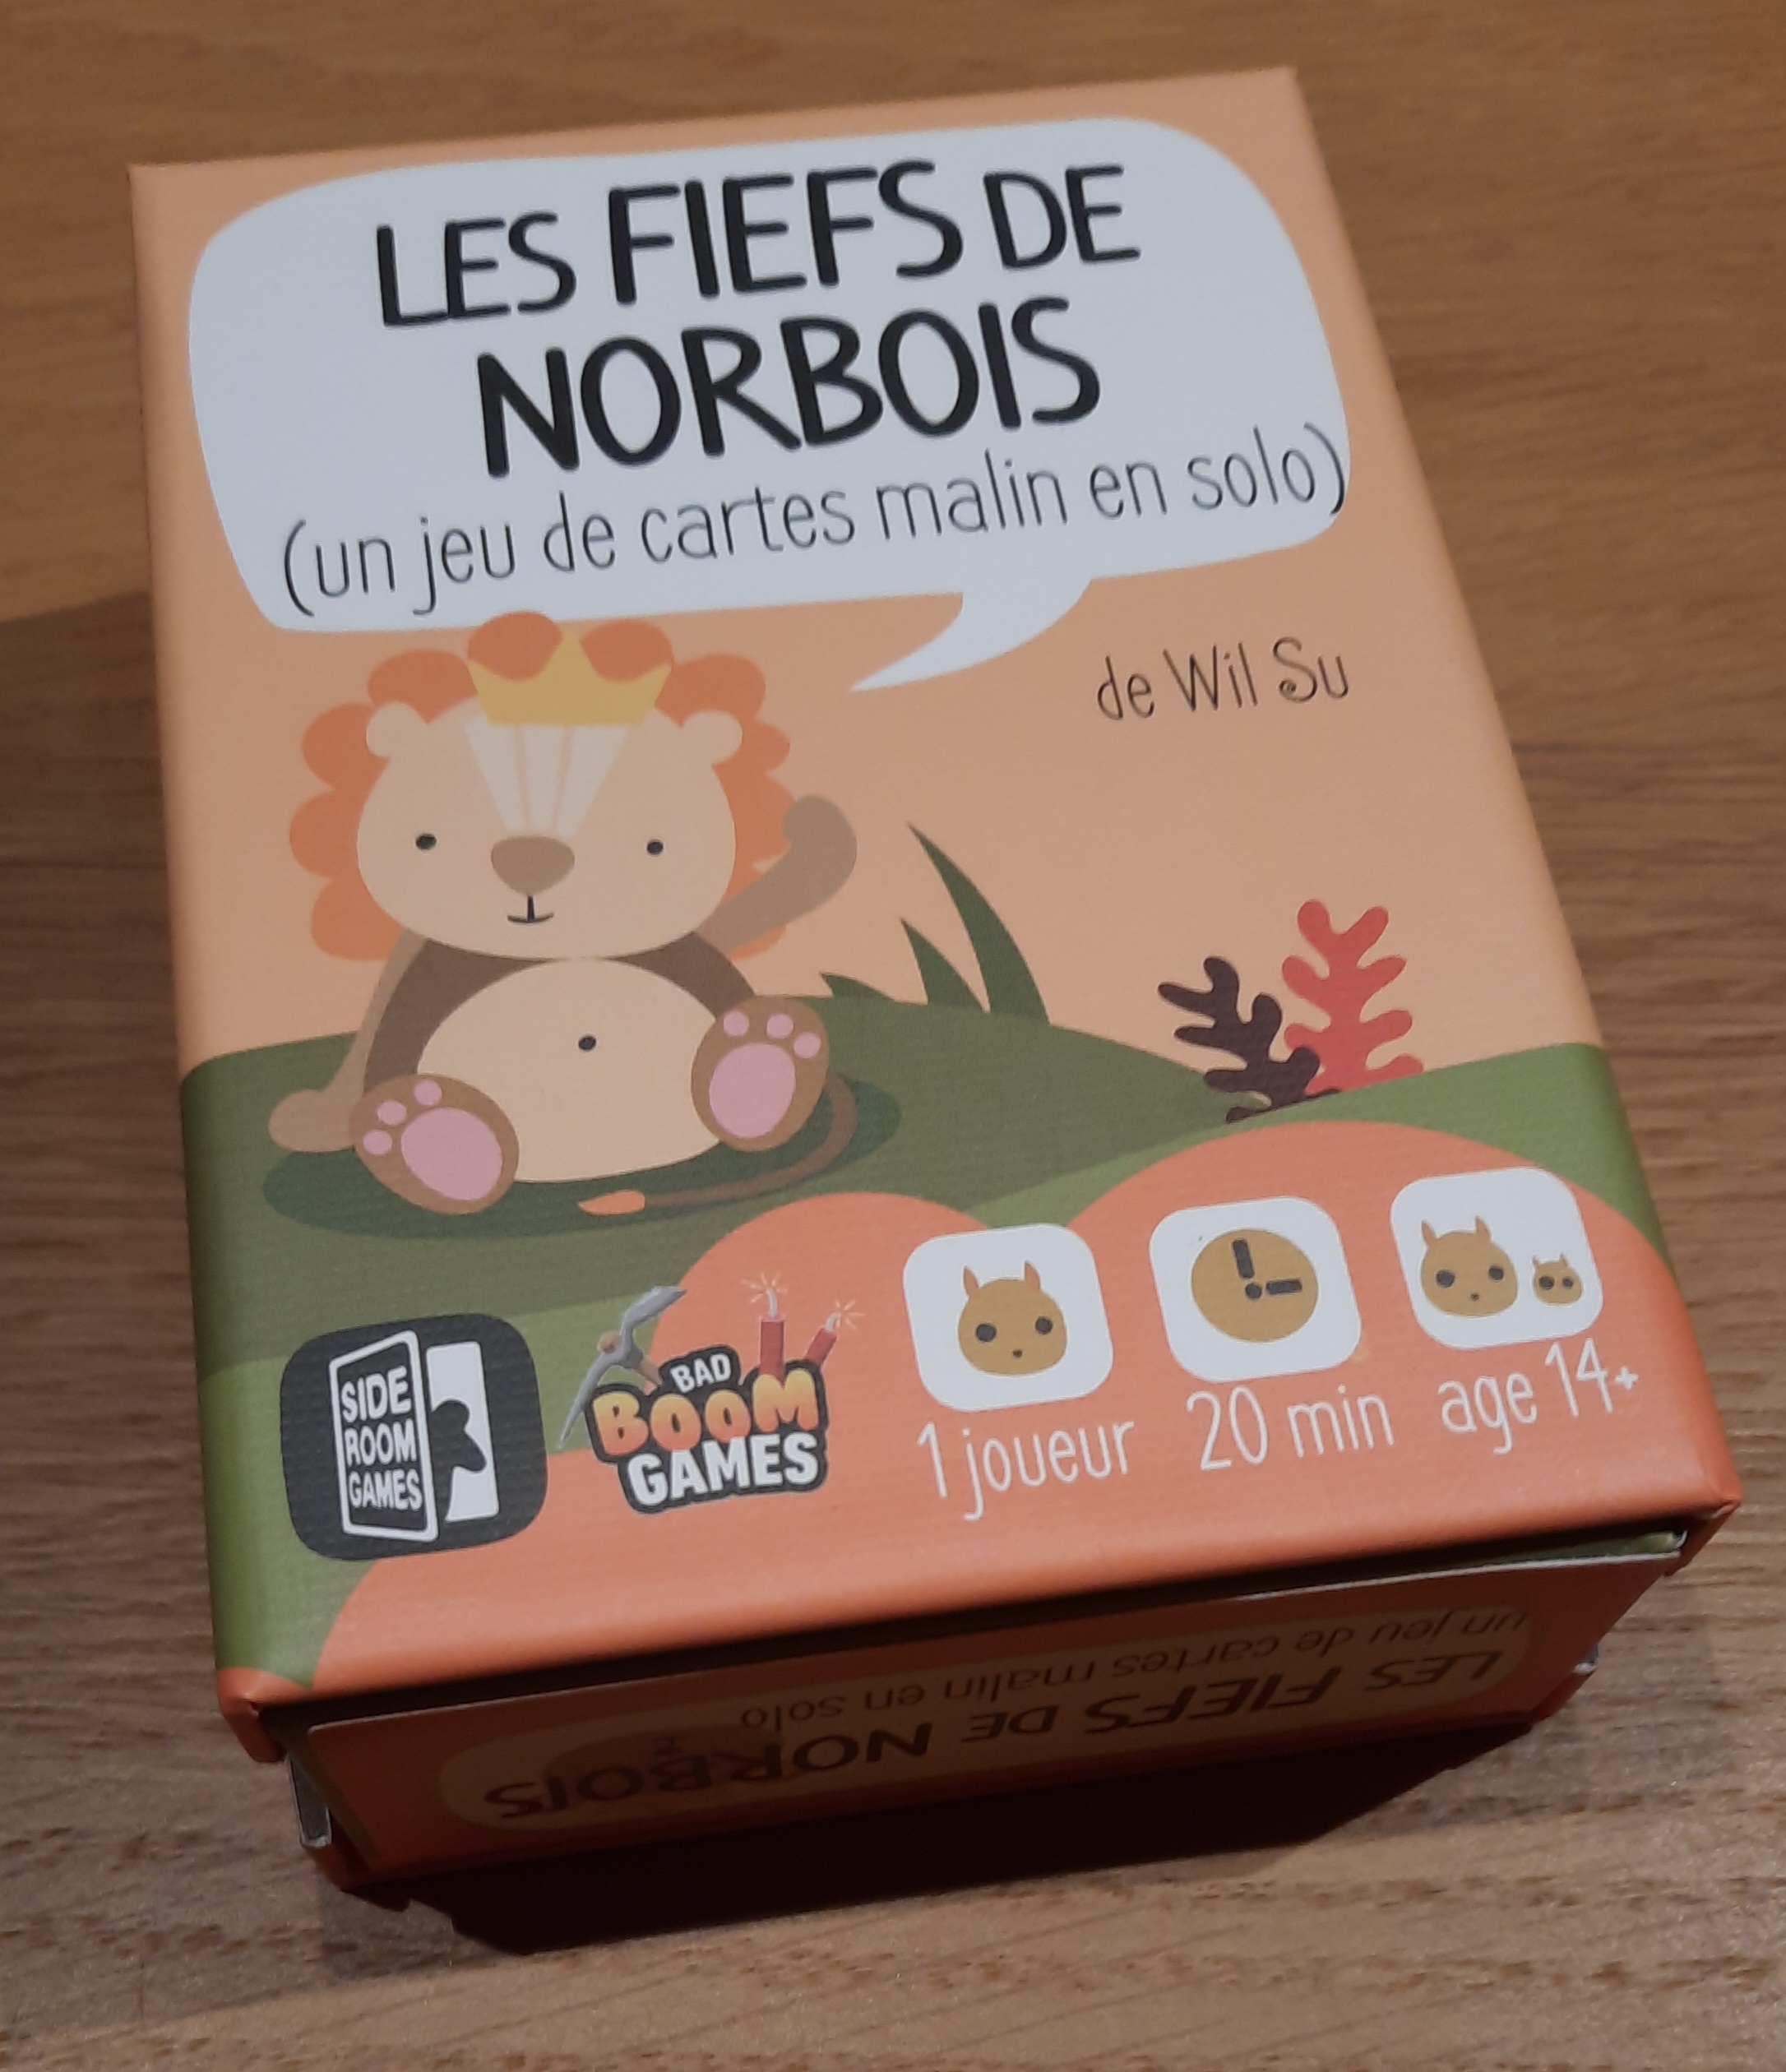 LES FIEFS DE
NORBOIS
(un jeu de cartes malin en solo)
de Wil Su
SIDE
ROOM
GAMES
BAD
BOOM
GAMES
1 joueur
20 min
age 14+
LES FIEFS DE NORBOIS
un jeu de cartes malin en solo